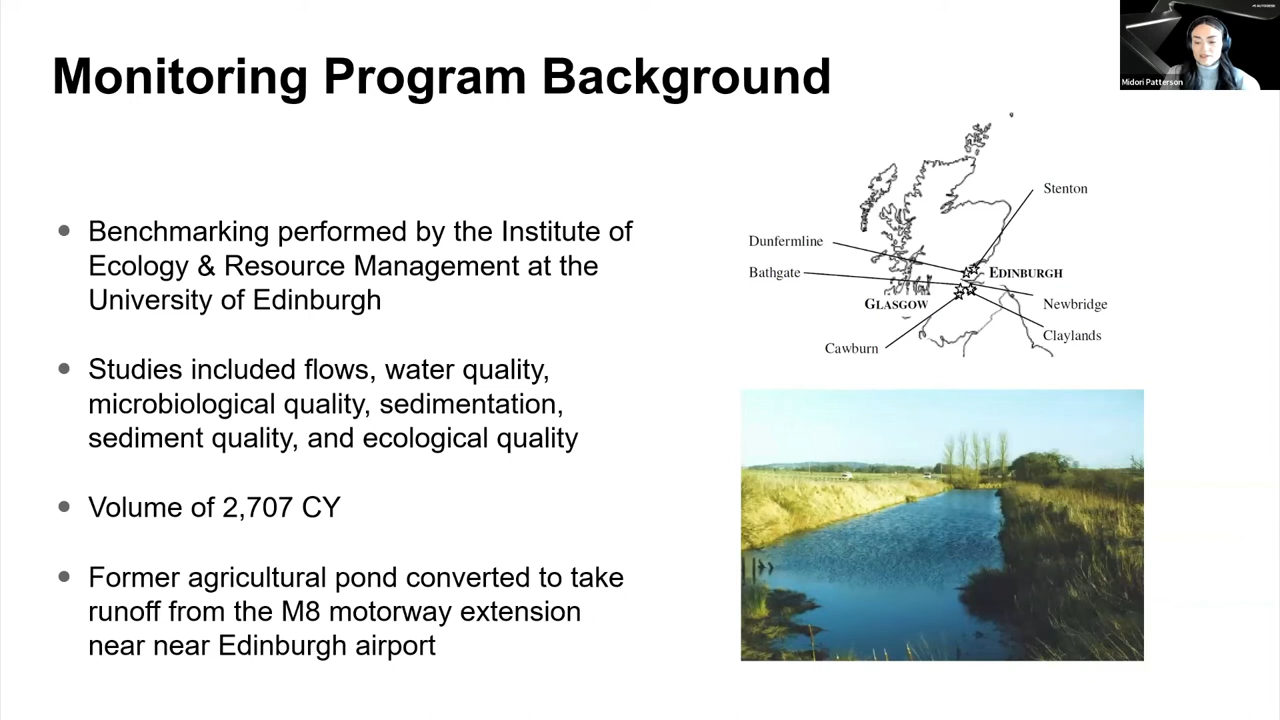 Monitoring Program Background
AUTODESK
Midori Patterson
• Benchmarking performed by the Institute of
Ecology & Resource Management at the
University of Edinburgh
• Studies included flows, water quality,
microbiological quality, sedimentation,
sediment quality, and ecological quality
• Volume of 2,707 CY
• Former agricultural pond converted to take
runoff from the M8 motorway extension
near near Edinburgh airport
Stenton
Dunfermline
Bathgate
EDINBURGH
GLASGOW
Newbridge
Claylands
Cawburn